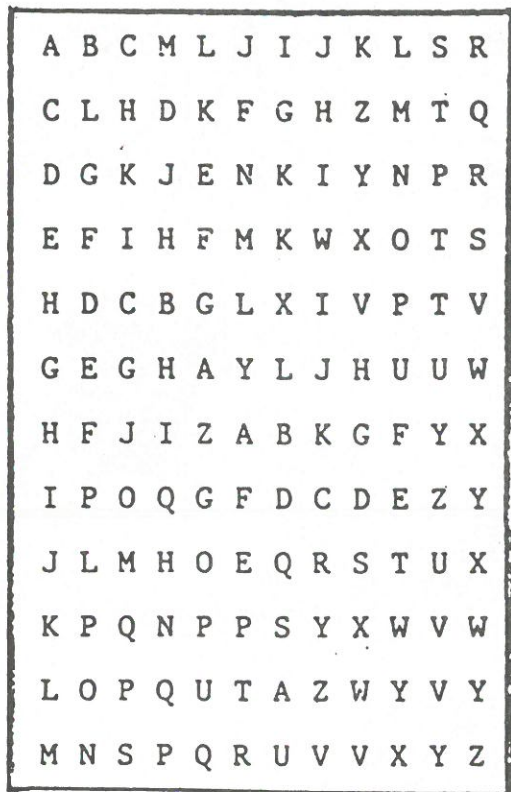 A B C M L J I J K L S R
C L H D K F G H Z M T Q
D G K J E N K I Y N P R
E F I H F M K W X O T S
H D C B G L X I V P T V
G E G H A Y L J H U U W
H F J I Z A B K G F Y X
I P O Q G F D C D E Z Y
J L M H O E Q R S T U X
K P Q N P P S Y X W V W
L O P Q U T A Z W Y V Y
M N S P Q R U V V X Y Z